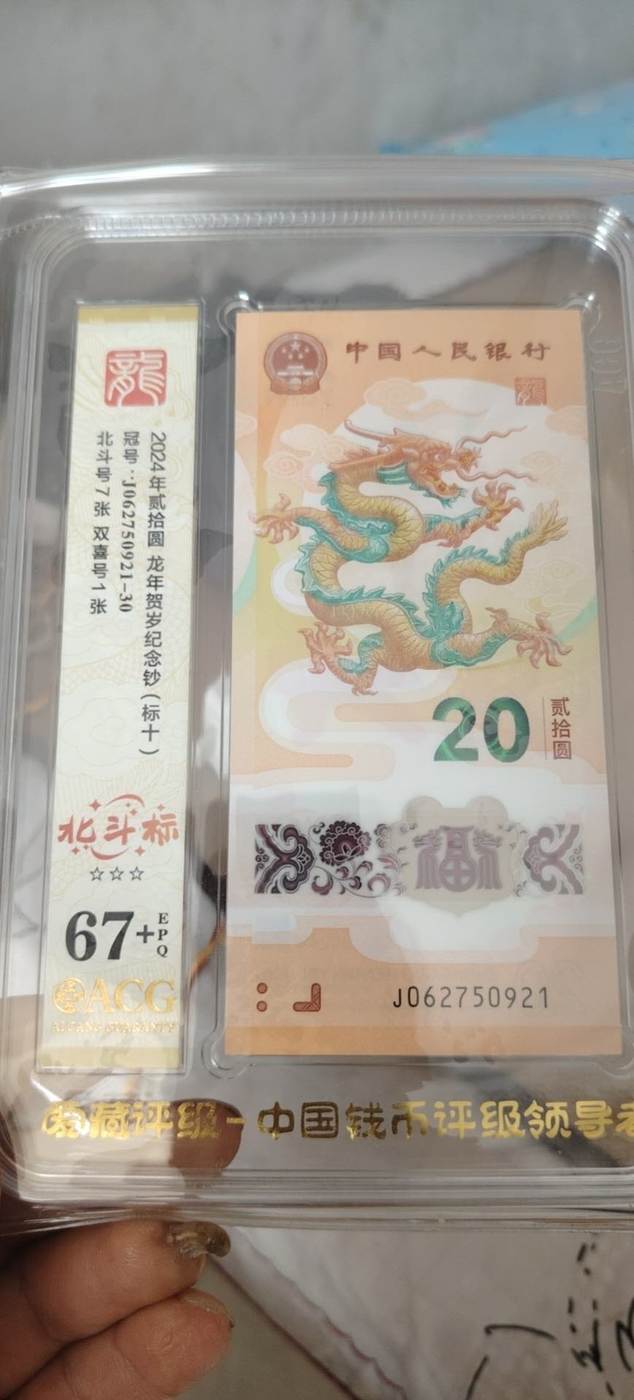 龍
2024年贰拾圆 龙年贺岁纪念钞(标十)
冠号:J062750921-30
北斗号7张 双喜号1张
北斗标
67+
EPQ
ACG
中国人民银行
龍
20
贰拾圆
福
J062750921
藏评级-中国钱币评级领导者